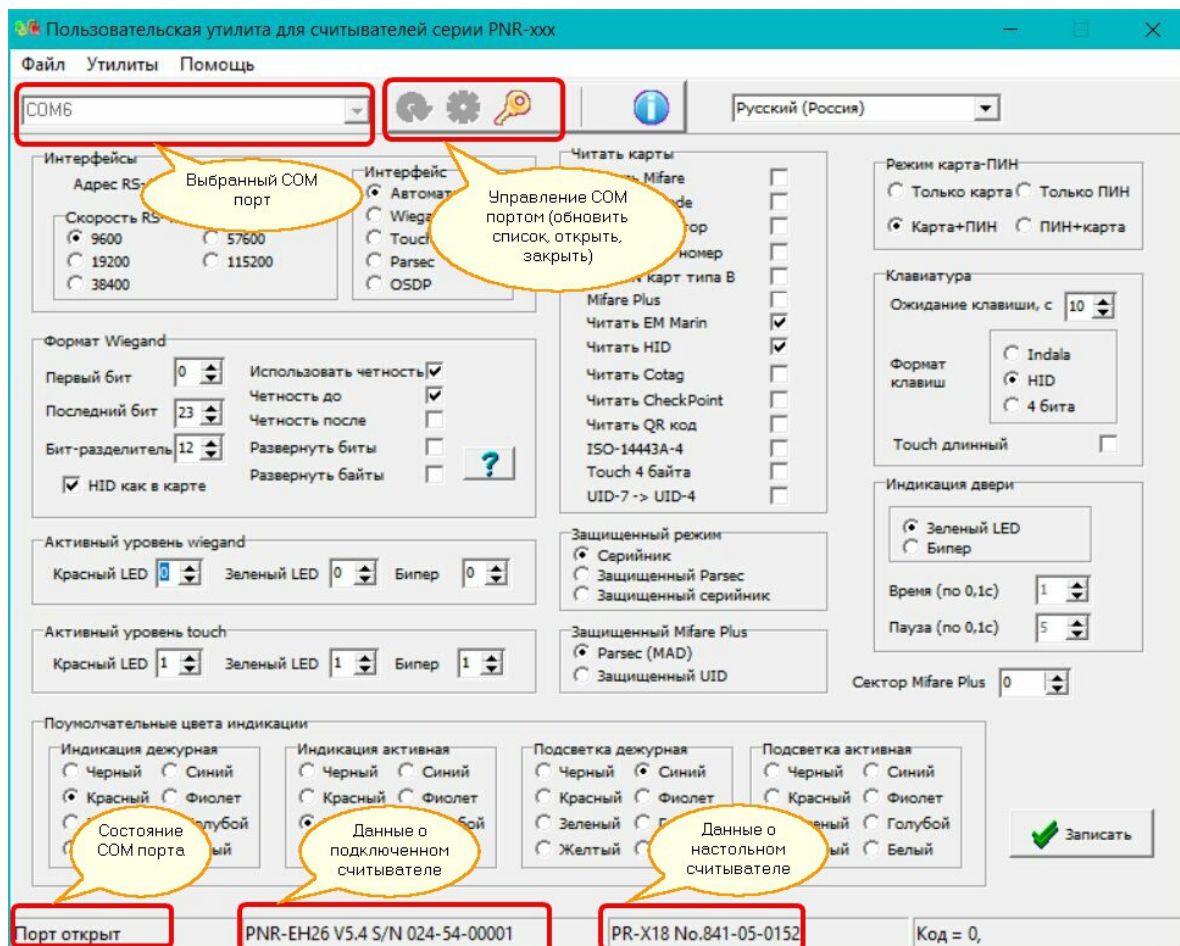 Пользовательская утилита для считывателей серии PNR-xxx
Файл Утилиты Помощь
COM6
Русский (Россия)
Выбранный COM
порт
Управление COM
портом (обновить
список, открыть,
закрыть)
Интерфейсы
Адрес
Скорость
9600
57600
19200
115200
38400
Интерфейс
Parsec
OSDP
Читать карты
Mifare
номер
карт типа B
Mifare Plus
Читать EM Marin
Читать HID
Читать Cotag
Читать CheckPoint
Читать QR код
ISO-14443A-4
Touch 4 байта
UID-7 -> UID-4
Режим карта-ПИН
Только карта Только ПИН
Карта+ПИН ПИН+карта
Клавиатура
Ожидание клавиши, с 10
Формат
клавиш
Indala
HID
4 бита
Touch длинный
Формат Wiegand
Первый бит 0
Последний бит 23
Бит-разделитель 12
HID как в карте
Использовать четность
Четность до
Четность после
Развернуть биты
Развернуть байты
?
Активный уровень wiegand
Красный LED 0 Зеленый LED 0 Бипер 0
Активный уровень touch
Красный LED 1 Зеленый LED 1 Бипер 1
Защищенный режим
Серийник
Защищенный Parsec
Защищенный серийник
Защищенный Mifare Plus
Parsec (MAD)
Защищенный UID
Индикация двери
Зеленый LED
Бипер
Время (по 0,1с) 1
Пауза (по 0,1с) 5
Сектор Mifare Plus 0
Поумолчательные цвета индикации
Индикация дежурная
Черный Синий
Красный Фиолет
Индикация активная
Черный Синий
Красный Фиолет
Подсветка дежурная
Черный Синий
Красный Фиолет
Зеленый
Желтый
Подсветка активная
Черный Синий
Красный Фиолет
Голубой
Белый
Состояние
COM порта
Данные о
подключенном
считывателе
Данные о
настольном
считывателе
Записать
Порт открыт
PNR-EH26 V5.4 S/N 024-54-00001
PR-X18 No.841-05-0152
Код = 0,